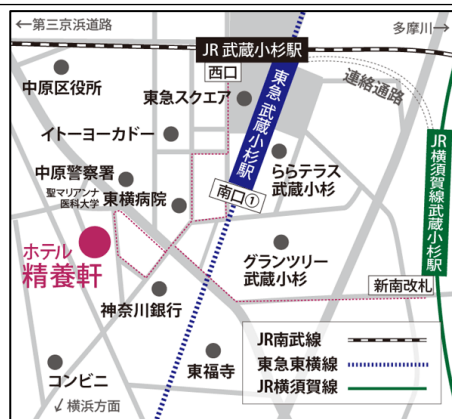 ←第三京浜道路
多摩川→
JR 武蔵小杉駅
西口
中原区役所
東急スクエア
東急 武蔵小杉駅
連絡通路
イトーヨーカドー
JR横須賀線武蔵小杉駅
中原警察署
ららテラス
武蔵小杉
聖マリアンナ
医科大学
東横病院
南口①
ホテル
精養軒
グランツリー
武蔵小杉
新南改札
神奈川銀行
JR南武線
東急東横線
JR横須賀線
東福寺
コンビニ
↙横浜方面